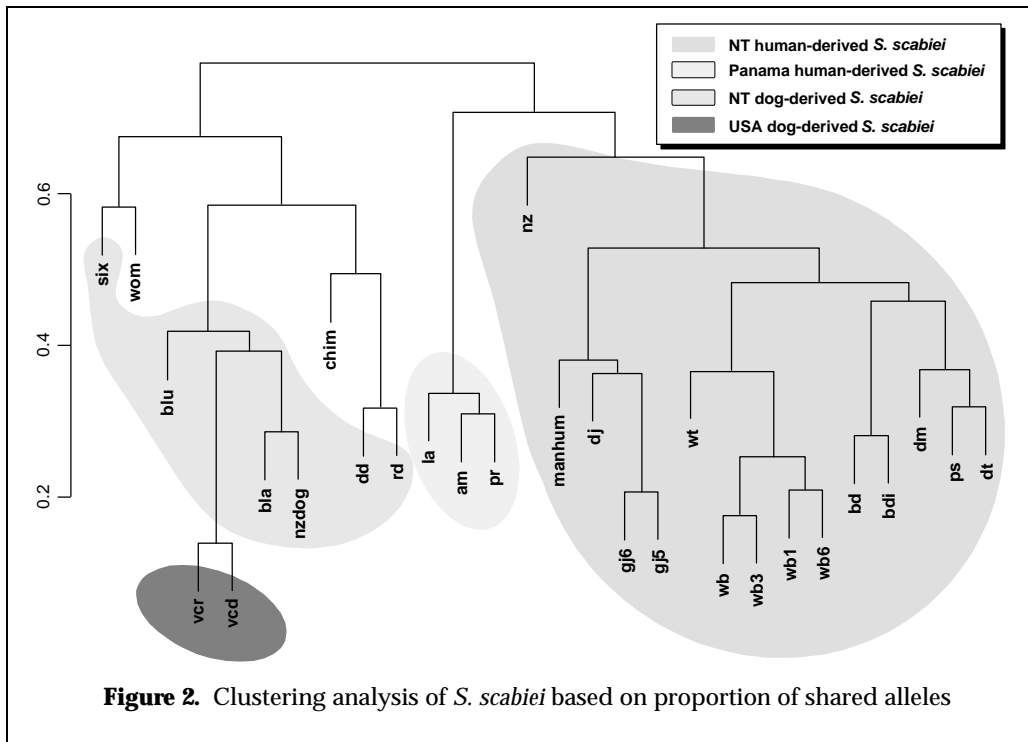 NT human-derived S. scabiei
Panama human-derived S. scabiei
NT dog-derived S. scabiei
USA dog-derived S. scabiei
0.6
0.4
0.2
six
wom
blu
vcr
vcd
bla
nzdog
chim
dd
rd
la
am
pr
nz
manhum
dj
gj6
gj5
wt
wb
wb3
wb1
wb6
bd
bdi
dm
ps
dt
Figure 2. Clustering analysis of S. scabiei based on proportion of shared alleles